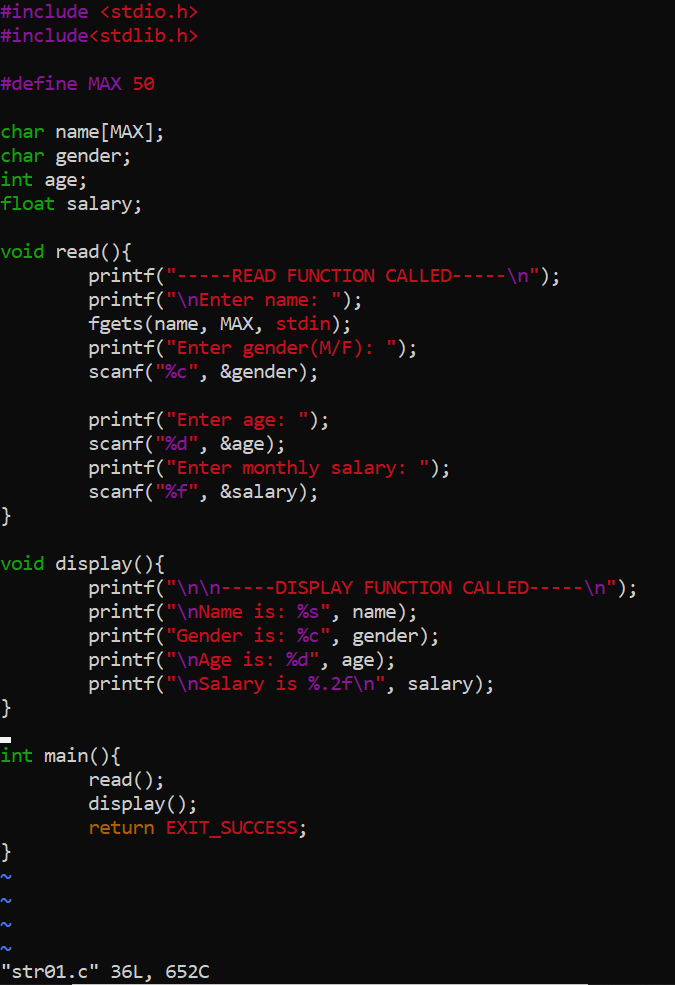 #include <stdio.h>
#include<stdlib.h>

#define MAX 50

char name[MAX];
char gender;
int age;
float salary;

void read(){
        printf("-----READ FUNCTION CALLED-----\n");
        printf("\nEnter name: ");
        fgets(name, MAX, stdin);
        printf("Enter gender(M/F): ");
        scanf("%c", &gender);

        printf("Enter age: ");
        scanf("%d", &age);
        printf("Enter monthly salary: ");
        scanf("%f", &salary);
}

void display(){
        printf("\n\n-----DISPLAY FUNCTION CALLED-----\n");
        printf("\nName is: %s", name);
        printf("Gender is: %c", gender);
        printf("\nAge is: %d", age);
        printf("\nSalary is %.2f\n", salary);
}

int main(){
        read();
        display();
        return EXIT_SUCCESS;
}
~
~
~
~
"str01.c" 36L, 652C